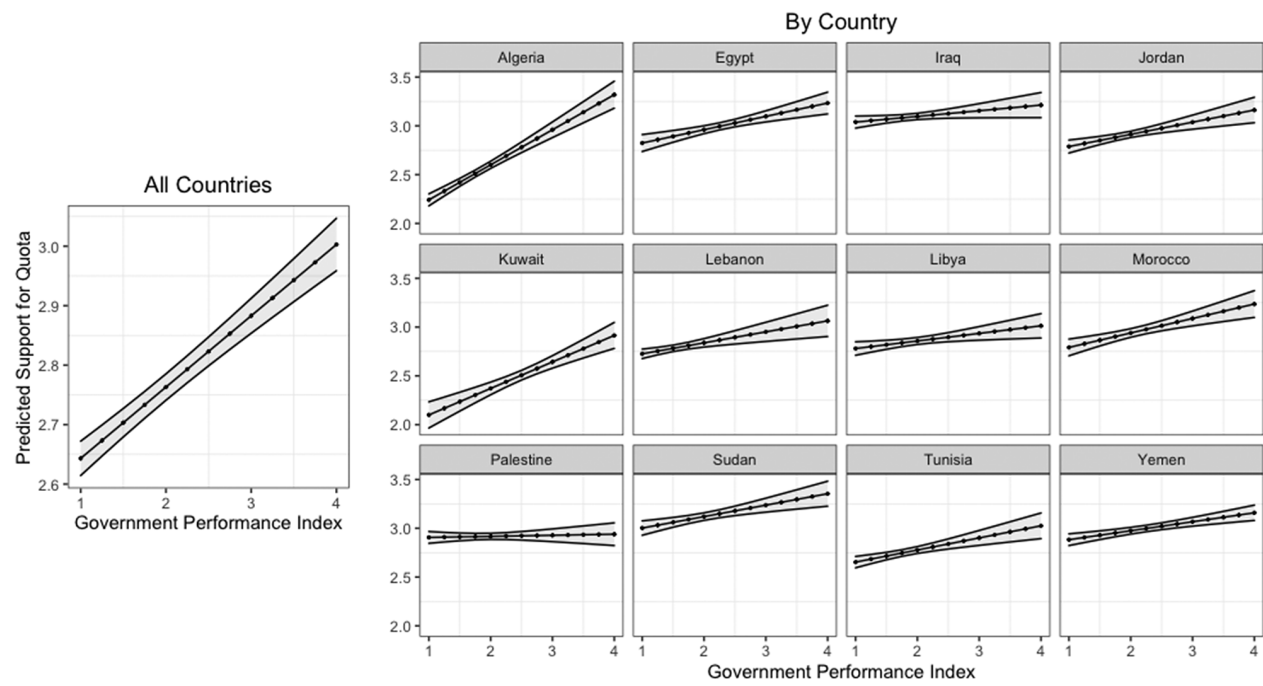 All Countries
Predicted Support for Quota
3.0
2.9
2.8
2.7
2.6
1 2 3 4
Government Performance Index
By Country
Algeria Egypt Iraq Jordan
3.5
3.0
2.5
2.0
Kuwait Lebanon Libya Morocco
3.5
3.0
2.5
2.0
Palestine Sudan Tunisia Yemen
3.5
3.0
2.5
2.0
1 2 3 4 1 2 3 4 1 2 3 4 1 2 3 4
Government Performance Index